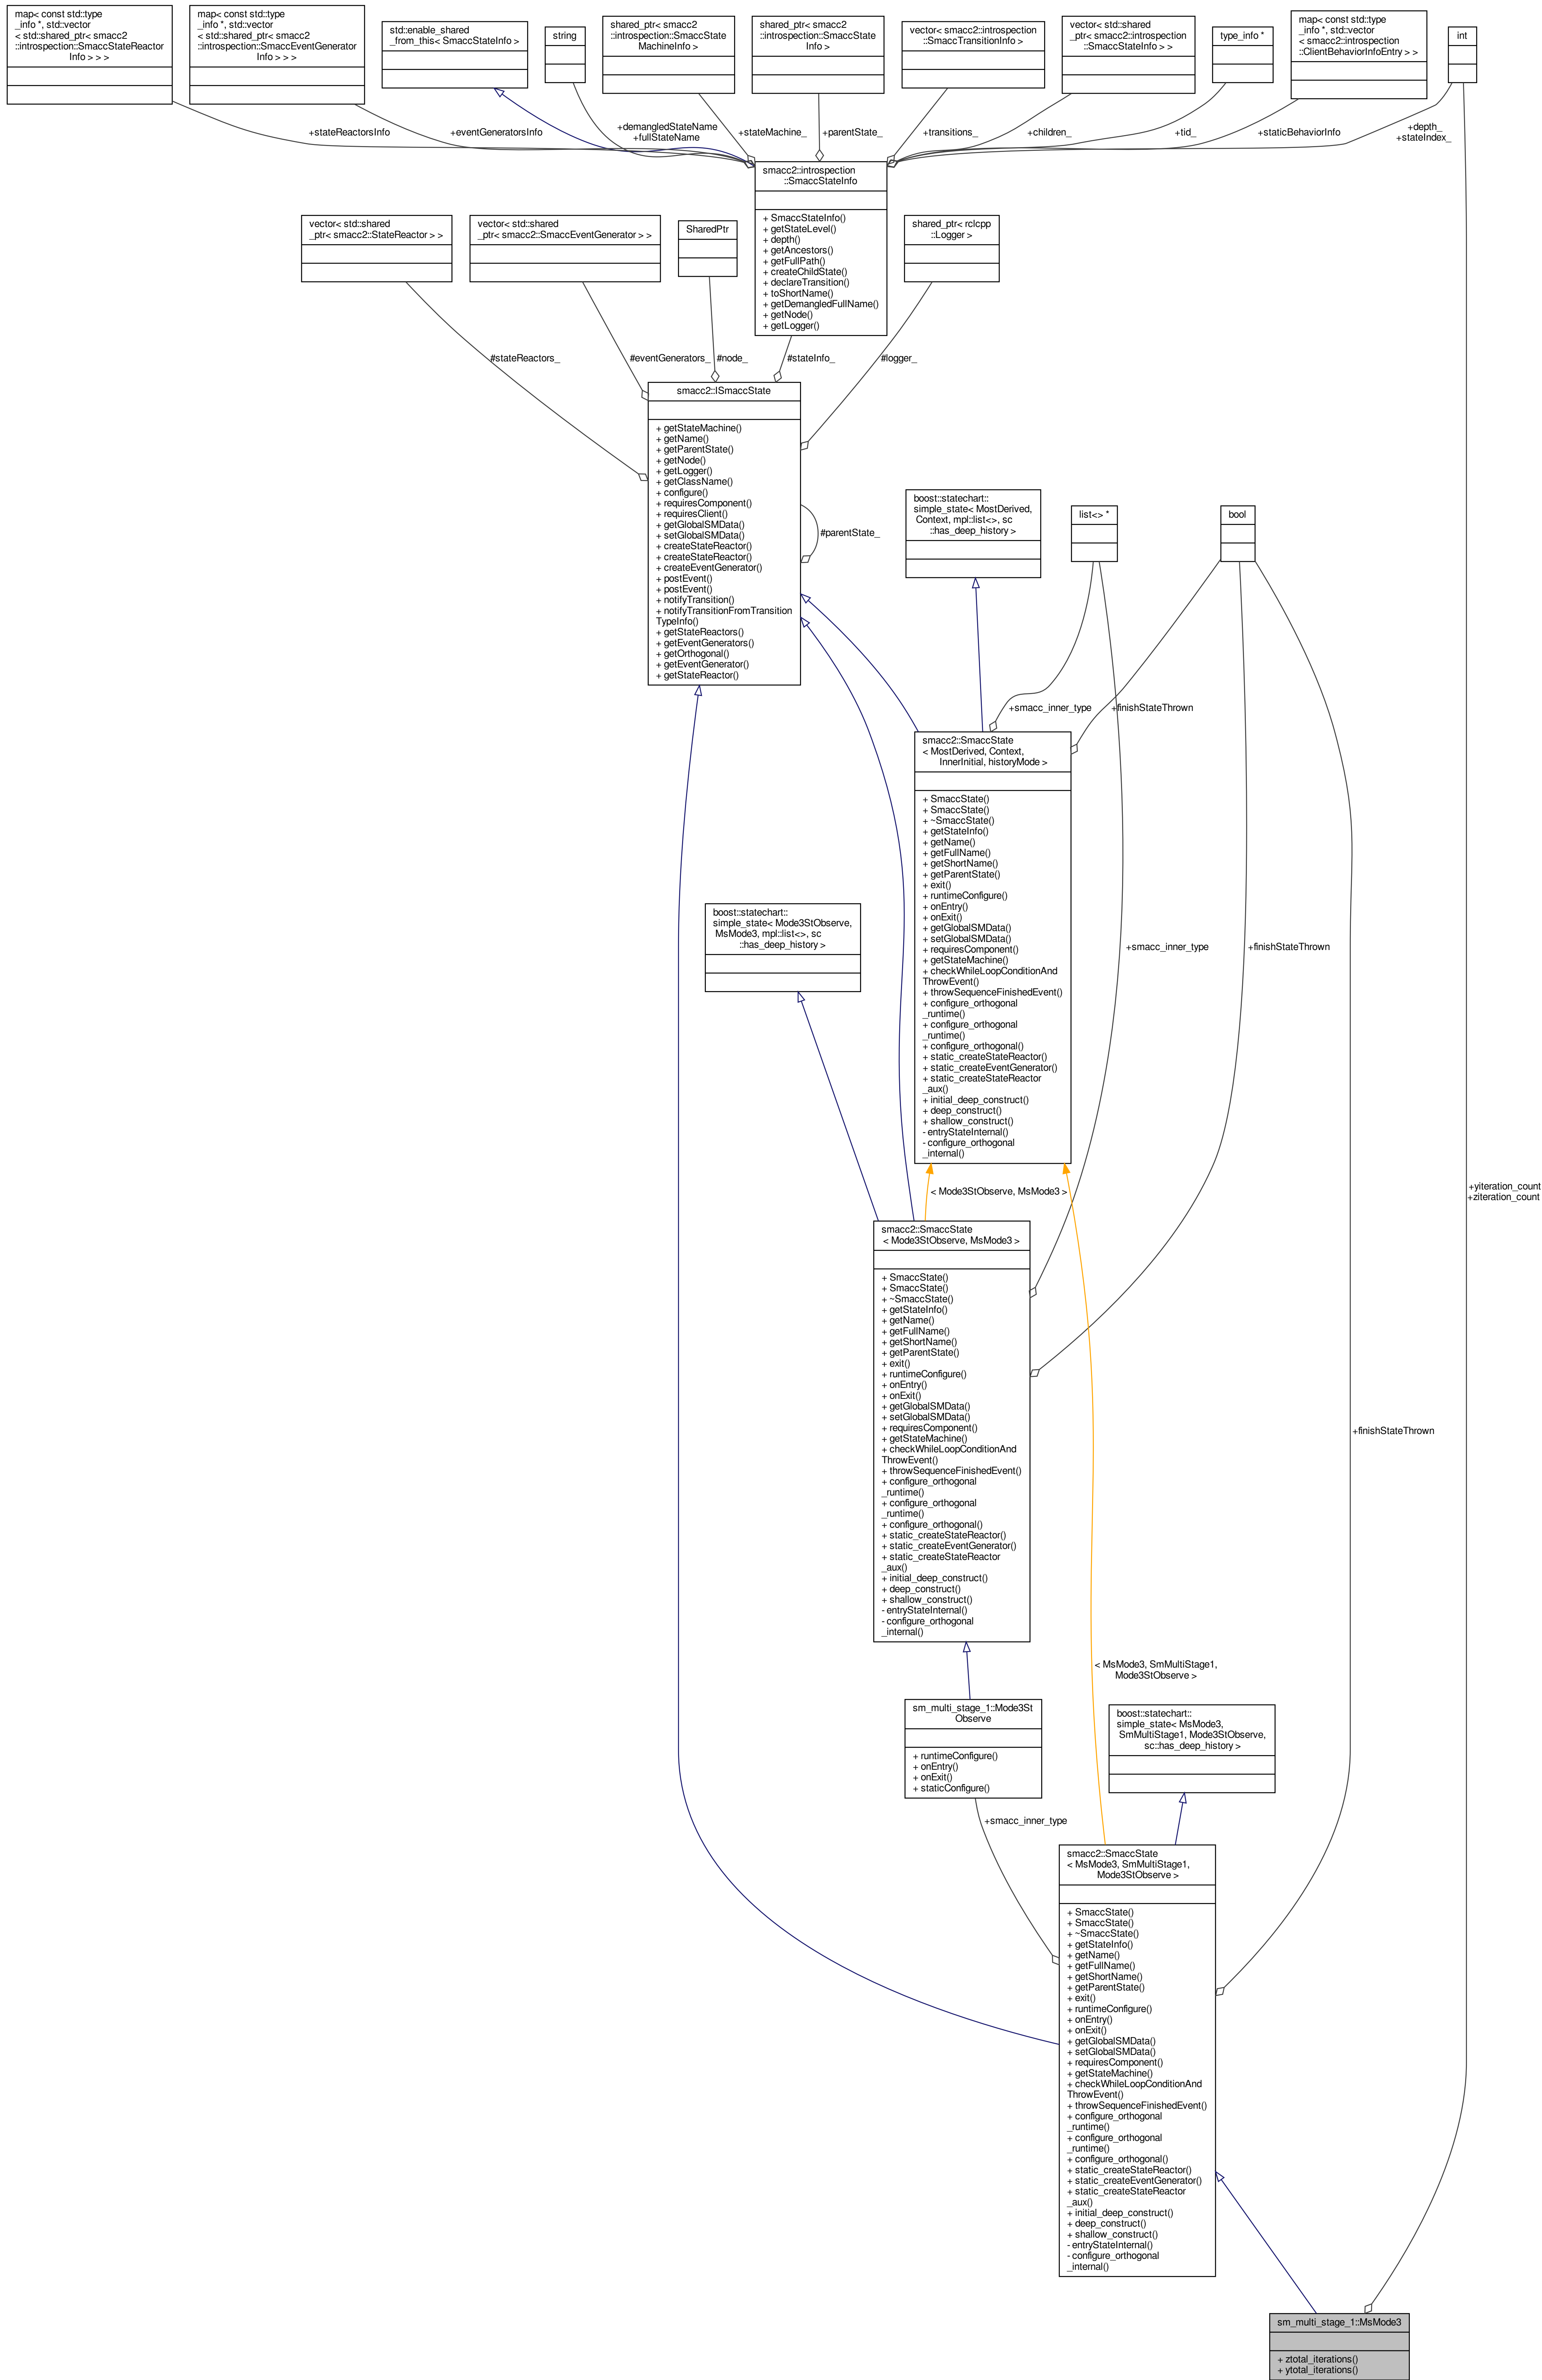 map< const std::type
_info *, std::vector
< std::shared_ptr< smacc2
::introspection::SmaccStateReactor
Info > > >
map< const std::type
_info *, std::vector
< std::shared_ptr< smacc2
::introspection::SmaccEventGenerator
Info > > >
std::enable_shared
_from_this< SmaccStateInfo >
string
shared_ptr< smacc2
::introspection::SmaccState
MachineInfo >
shared_ptr< smacc2
::introspection::SmaccState
Info >
vector< smacc2::introspection
::SmaccTransitionInfo >
vector< std::shared
_ptr< smacc2::introspection
::SmaccStateInfo > >
type_info *
map< const std::type
_info *, std::vector
< smacc2::introspection
::ClientBehaviorInfoEntry > >
int
+stateReactorsInfo
+eventGeneratorsInfo
+demangledStateName
+fullStateName
+stateMachine_
+parentState_
+transitions_
+children_
+tid_
+staticBehaviorInfo
+depth_
+stateIndex_
smacc2::introspection
::SmaccStateInfo
+ SmaccStateInfo()
+ getStateLevel()
+ depth()
+ getAncestors()
+ getFullPath()
+ createChildState()
+ declareTransition()
+ toShortName()
+ getDemangledFullName()
+ getNode()
+ getLogger()
vector< std::shared
_ptr< smacc2::StateReactor > >
vector< std::shared
_ptr< smacc2::SmaccEventGenerator > >
SharedPtr
shared_ptr< rclcpp
::Logger >
#stateReactors_
#eventGenerators_
#node_
#stateInfo_
#logger_
smacc2::ISmaccState
+ getStateMachine()
+ getName()
+ getParentState()
+ getNode()
+ getLogger()
+ getClassName()
+ configure()
+ requiresComponent()
+ requiresClient()
+ getGlobalSMData()
+ setGlobalSMData()
+ createStateReactor()
+ createStateReactor()
+ createEventGenerator()
+ postEvent()
+ postEvent()
+ notifyTransition()
+ notifyTransitionFromTransition
TypeInfo()
+ getStateReactors()
+ getEventGenerators()
+ getOrthogonal()
+ getEventGenerator()
+ getStateReactor()
#parentState_
boost::statechart::
simple_state< MostDerived,
Context, mpl::list<>, sc
::has_deep_history >
list<> *
bool
+smacc_inner_type
+finishStateThrown
smacc2::SmaccState
< MostDerived, Context,
InnerInitial, historyMode >
+ SmaccState()
+ SmaccState()
+ ~SmaccState()
+ getStateInfo()
+ getName()
+ getFullName()
+ getShortName()
+ getParentState()
+ exit()
+ runtimeConfigure()
+ onEntry()
+ onExit()
+ getGlobalSMData()
+ setGlobalSMData()
+ requiresComponent()
+ getStateMachine()
+ checkWhileLoopConditionAnd
ThrowEvent()
+ throwSequenceFinishedEvent()
+ configure_orthogonal
_runtime()
+ configure_orthogonal
_runtime()
+ configure_orthogonal()
+ static_createStateReactor()
+ static_createEventGenerator()
+ static_createStateReactor
_aux()
+ initial_deep_construct()
+ deep_construct()
+ shallow_construct()
- entryStateInternal()
- configure_orthogonal
_internal()
boost::statechart::
simple_state< Mode3StObserve,
MsMode3, mpl::list<>, sc
::has_deep_history >
+smacc_inner_type
+finishStateThrown
< Mode3StObserve, MsMode3 >
+yiteration_count
+ziteration_count
smacc2::SmaccState
< Mode3StObserve, MsMode3 >
+ SmaccState()
+ SmaccState()
+ ~SmaccState()
+ getStateInfo()
+ getName()
+ getFullName()
+ getShortName()
+ getParentState()
+ exit()
+ runtimeConfigure()
+ onEntry()
+ onExit()
+ getGlobalSMData()
+ setGlobalSMData()
+ requiresComponent()
+ getStateMachine()
+ checkWhileLoopConditionAnd
ThrowEvent()
+ throwSequenceFinishedEvent()
+ configure_orthogonal
_runtime()
+ configure_orthogonal
_runtime()
+ configure_orthogonal()
+ static_createStateReactor()
+ static_createEventGenerator()
+ static_createStateReactor
_aux()
+ initial_deep_construct()
+ deep_construct()
+ shallow_construct()
- entryStateInternal()
- configure_orthogonal
_internal()
+finishStateThrown
< MsMode3, SmMultiStage1,
Mode3StObserve >
sm_multi_stage_1::Mode3St
Observe
+ runtimeConfigure()
+ onEntry()
+ onExit()
+ staticConfigure()
boost::statechart::
simple_state< MsMode3,
SmMultiStage1, Mode3StObserve,
sc::has_deep_history >
+smacc_inner_type
smacc2::SmaccState
< MsMode3, SmMultiStage1,
Mode3StObserve >
+ SmaccState()
+ SmaccState()
+ ~SmaccState()
+ getStateInfo()
+ getName()
+ getFullName()
+ getShortName()
+ getParentState()
+ exit()
+ runtimeConfigure()
+ onEntry()
+ onExit()
+ getGlobalSMData()
+ setGlobalSMData()
+ requiresComponent()
+ getStateMachine()
+ checkWhileLoopConditionAnd
ThrowEvent()
+ throwSequenceFinishedEvent()
+ configure_orthogonal
_runtime()
+ configure_orthogonal
_runtime()
+ configure_orthogonal()
+ static_createStateReactor()
+ static_createEventGenerator()
+ static_createStateReactor
_aux()
+ initial_deep_construct()
+ deep_construct()
+ shallow_construct()
- entryStateInternal()
- configure_orthogonal
_internal()
sm_multi_stage_1::MsMode3
+ ztotal_iterations()
+ ytotal_iterations()